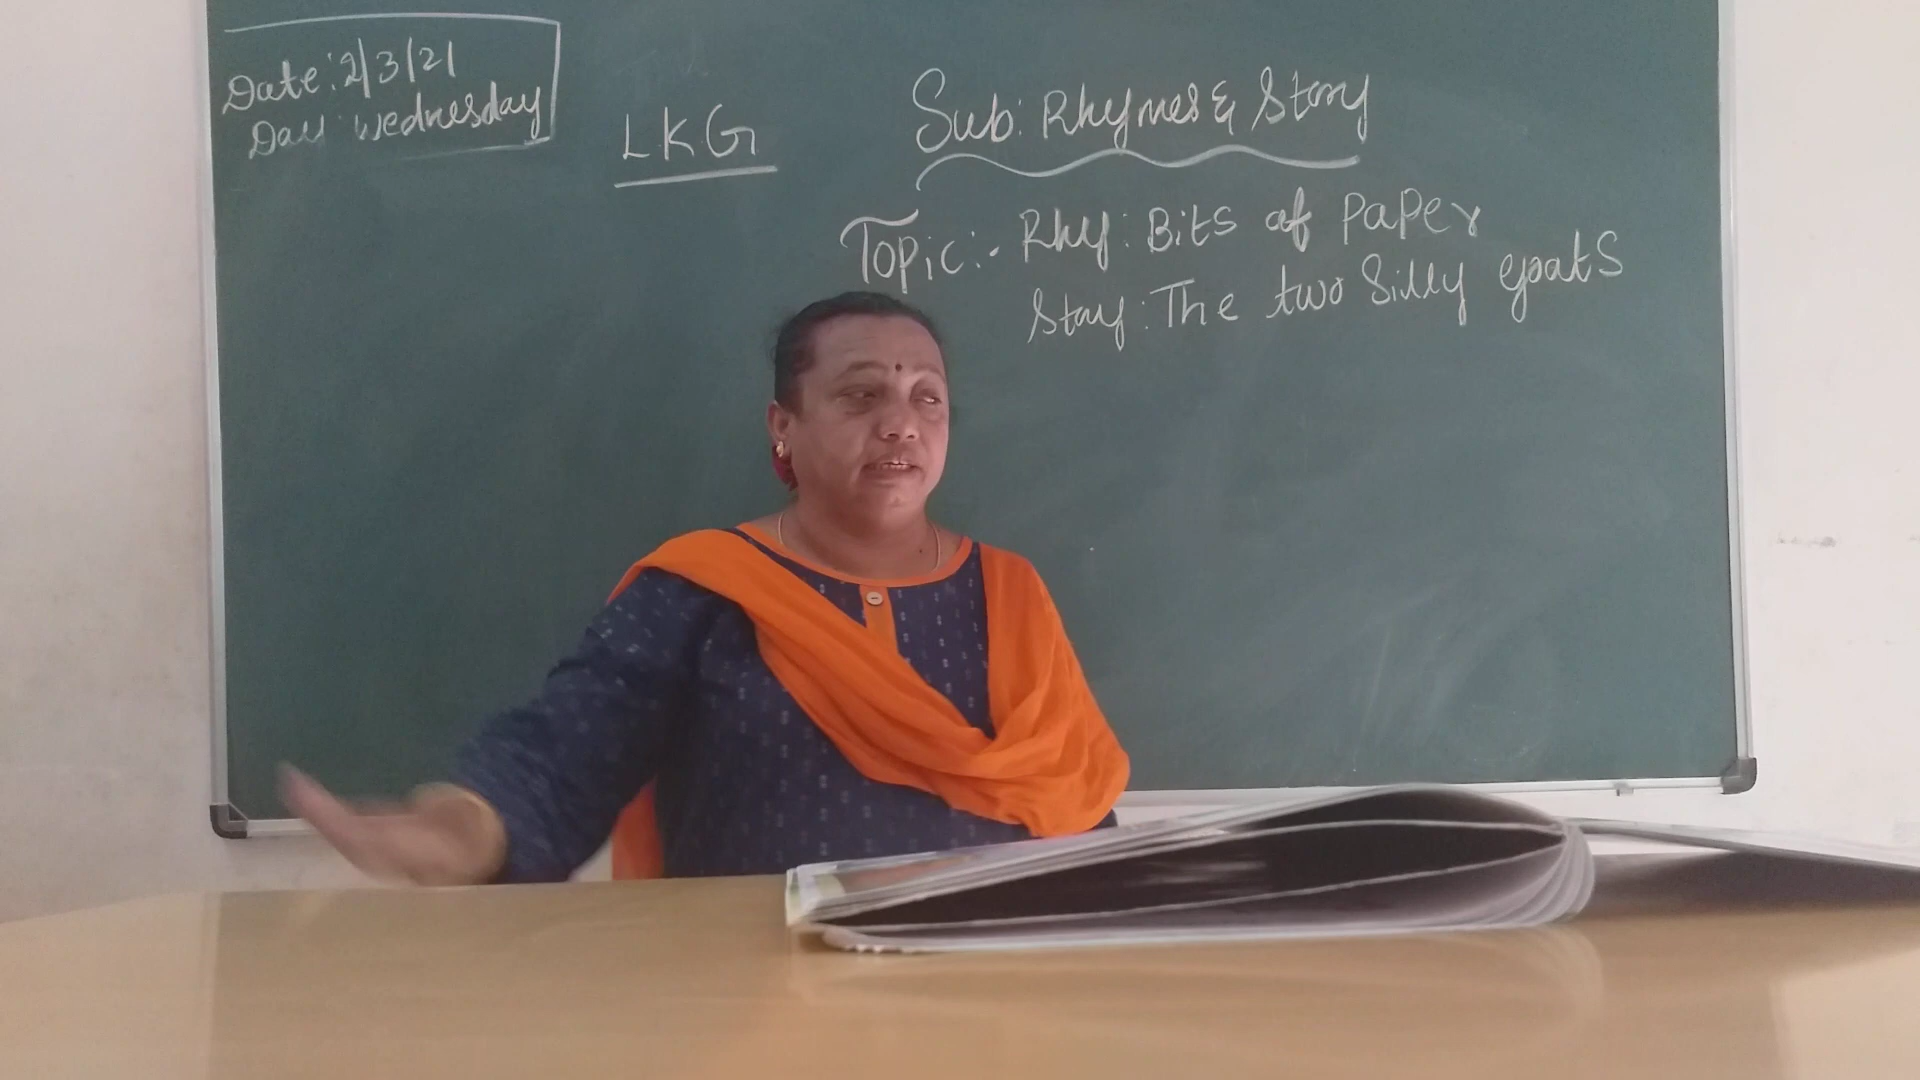 Date: 2/3/21
Day: Wednesday
LKG
Sub: Rhymes & Story
Topic:- Rhy: Bits of Paper
Story: The two Silly goats